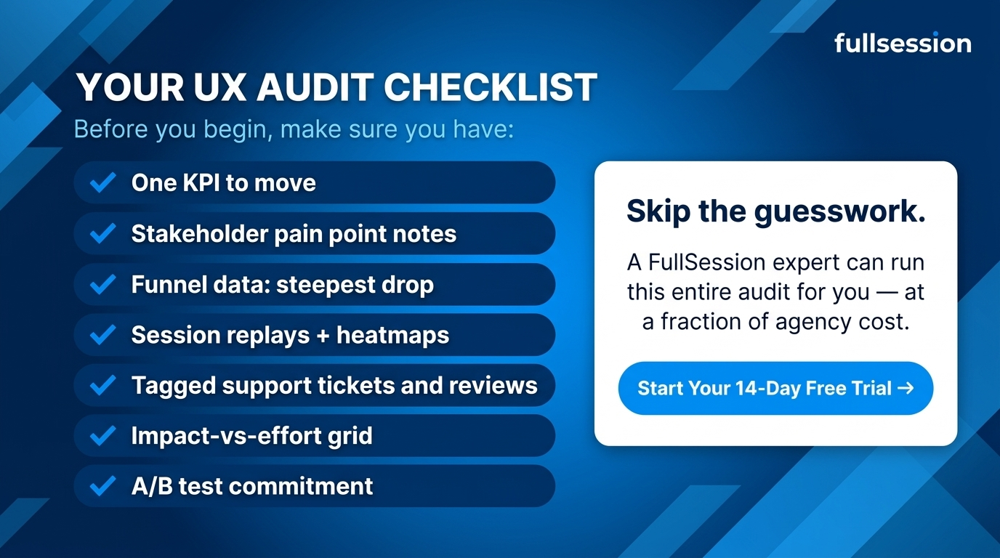 fullsession
YOUR UX AUDIT CHECKLIST
Before you begin, make sure you have:
One KPI to move
Stakeholder pain point notes
Funnel data: steepest drop
Session replays + heatmaps
Tagged support tickets and reviews
Impact-vs-effort grid
A/B test commitment
Skip the guesswork.
A FullSession expert can run
this entire audit for you — at
a fraction of agency cost.
Start Your 14-Day Free Trial →